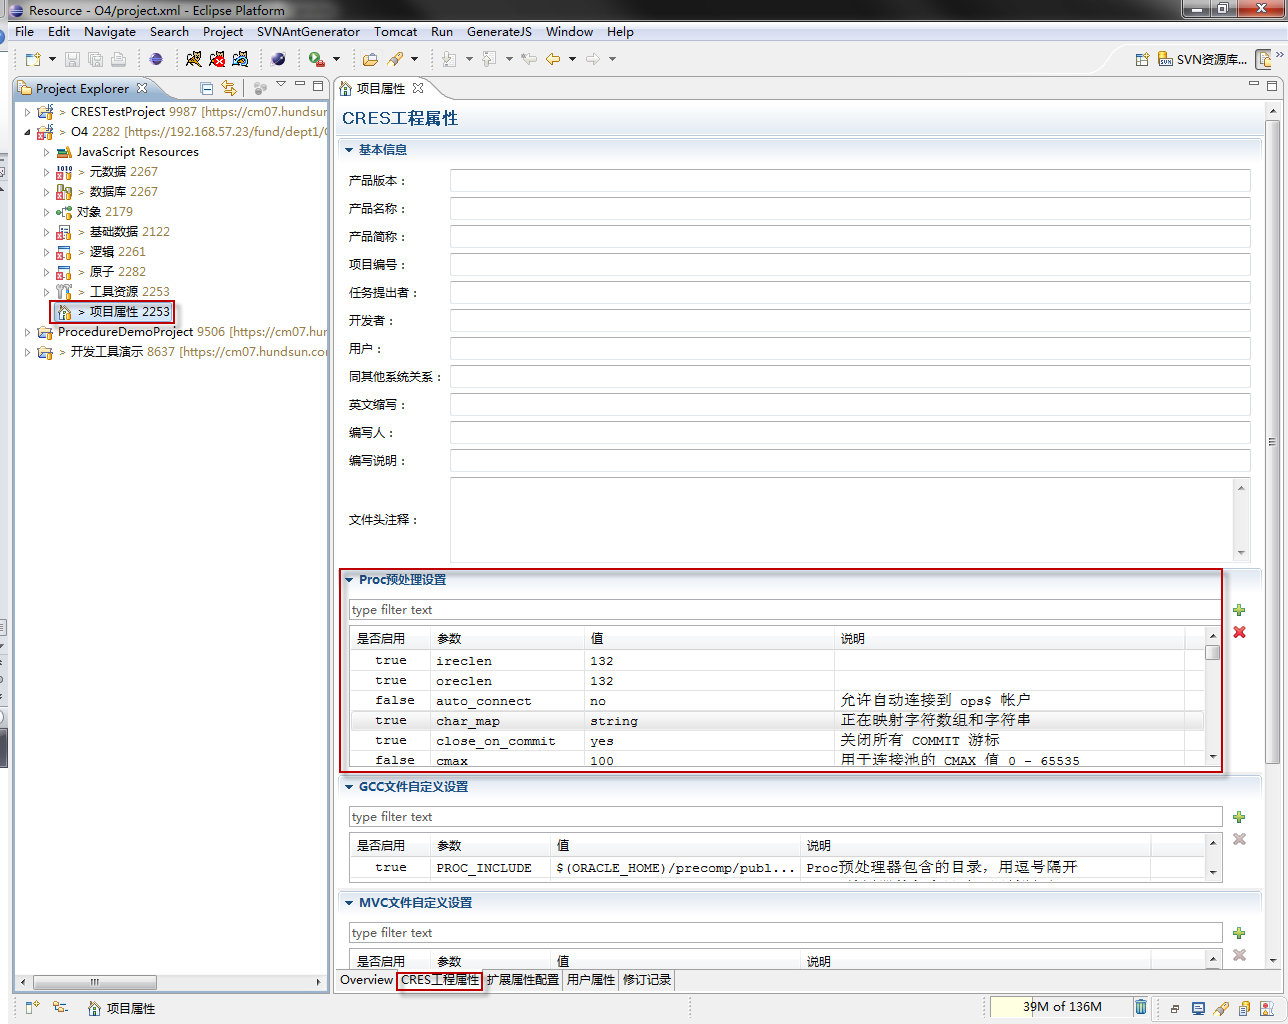 Resource - O4/project.xml - Eclipse Platform
File Edit Navigate Search Project SVNAntGenerator Tomcat Run GenerateJS Window Help
SVN资源库...
Project Explorer
> CRESTestProject 9987 [https://cm07.hundsun
> O4 2282 [https://192.168.57.23/fund/dept1/
JavaScript Resources
> 元数据 2267
> 数据库 2267
对象 2179
> 基础数据 2122
> 逻辑 2261
> 原子 2282
> 工具资源 2253
> 项目属性 2253
ProcedureDemoProject 9506 [https://cm07.hur
> 开发工具演示 8637 [https://cm07.hundsun.co
项目属性
CRES工程属性
基本信息
产品版本：
产品名称：
产品简称：
项目编号：
任务提出者：
开发者：
用户：
同其他系统关系：
英文缩写：
编写人：
编写说明：
文件头注释：
Proc预处理设置
type filter text
是否启用 参数 值 说明
true ireclen 132
true oreclen 132
false auto_connect no 允许自动连接到 ops$ 帐户
true char_map string 正在映射字符数组和字符串
true close_on_commit yes 关闭所有 COMMIT 游标
false cmax 100 用于连接池的 CMAX 值 0 - 65535
GCC文件自定义设置
type filter text
是否启用 参数 值 说明
true PROC_INCLUDE $(ORACLE_HOME)/precomp/publ... Proc预处理器包含的目录，用逗号隔开
MVC文件自定义设置
type filter text
是否启用 参数 值 说明
Overview CRES工程属性 扩展属性配置 用户属性 修订记录
项目属性
39M of 136M